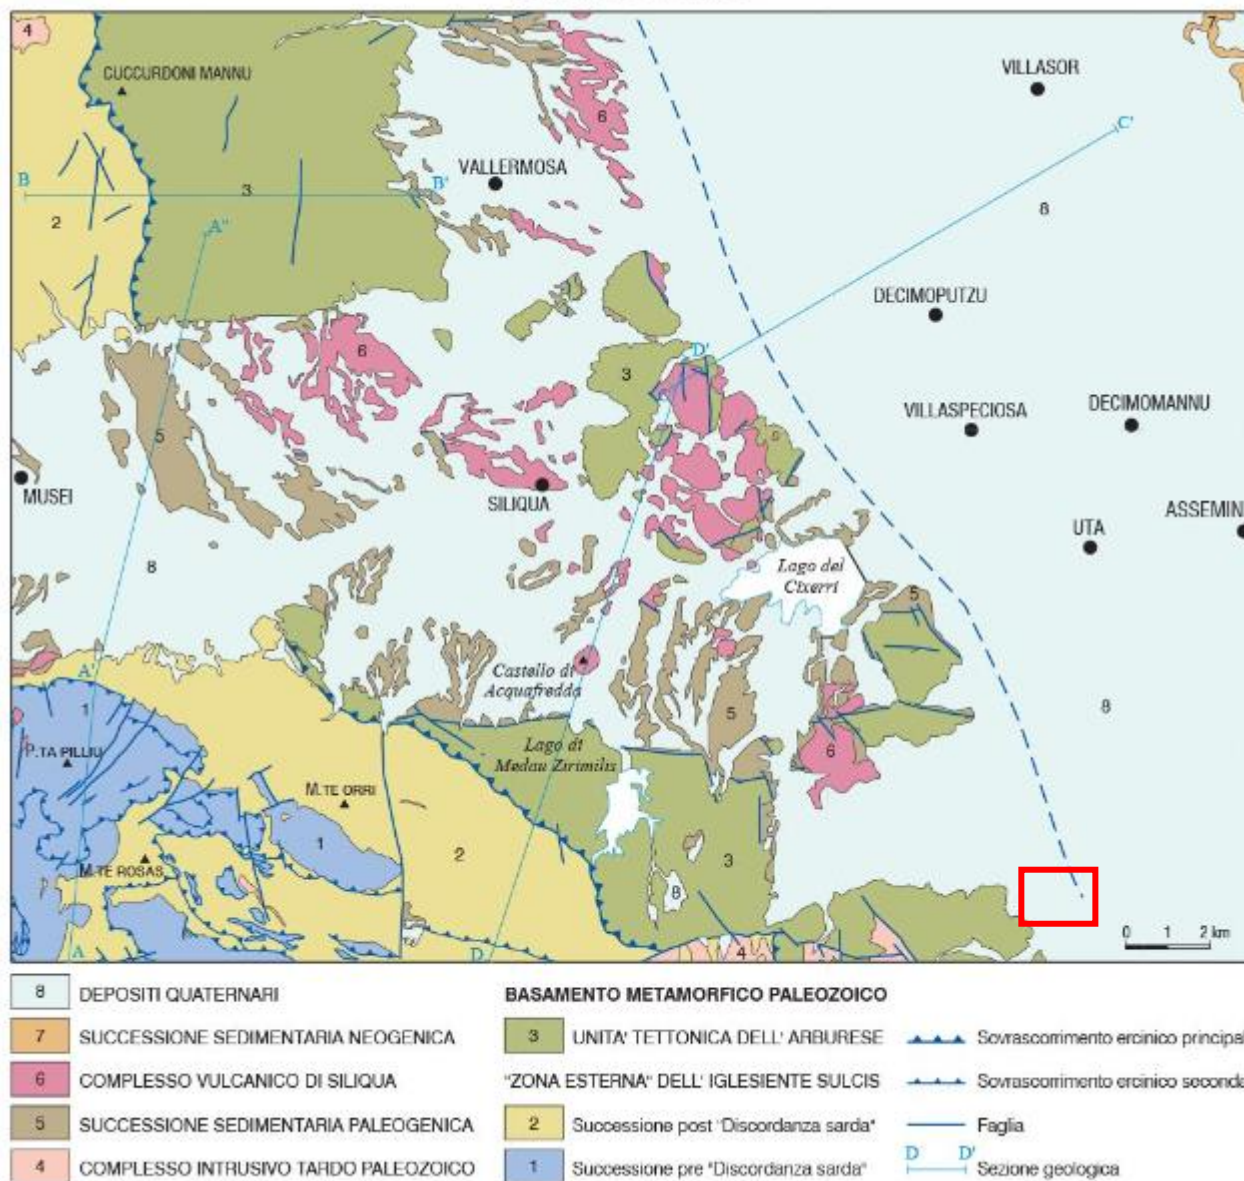 4
7
CUCCURDONI MANNU
VILLASOR
6
C'
VALLERMOSA
B
3
B'
2
8
A''
DECIMOPUTZU
6
D'
3
VILLASPECIOSA
DECIMOMANNU
5
MUSEI
SILIQUA
ASSEMIN
UTA
8
Lago del
Cixerri
5
A'
Castello di
Acquafredda
1
5
8
P.TA PILLIU
Lago di
Medau Zirimilis
6
M.TE ORRI
1
2
M.TE ROSAS
3
8
0 1 2 km
A
D
4
8 DEPOSITI QUATERNARI
7 SUCCESSIONE SEDIMENTARIA NEOGENICA
6 COMPLESSO VULCANICO DI SILIQUA
5 SUCCESSIONE SEDIMENTARIA PALEOGENICA
4 COMPLESSO INTRUSIVO TARDO PALEOZOICO
BASAMENTO METAMORFICO PALEOZOICO
3 UNITA' TETTONICA DELL' ARBURESE
"ZONA ESTERNA" DELL' IGLESIENTE SULCIS
2 Successione post "Discordanza sarda"
1 Successione pre "Discordanza sarda"
Sovrascorrimento ercinico principal
Sovrascorrimento ercinico seconda
Faglia
D D' Sezione geologica